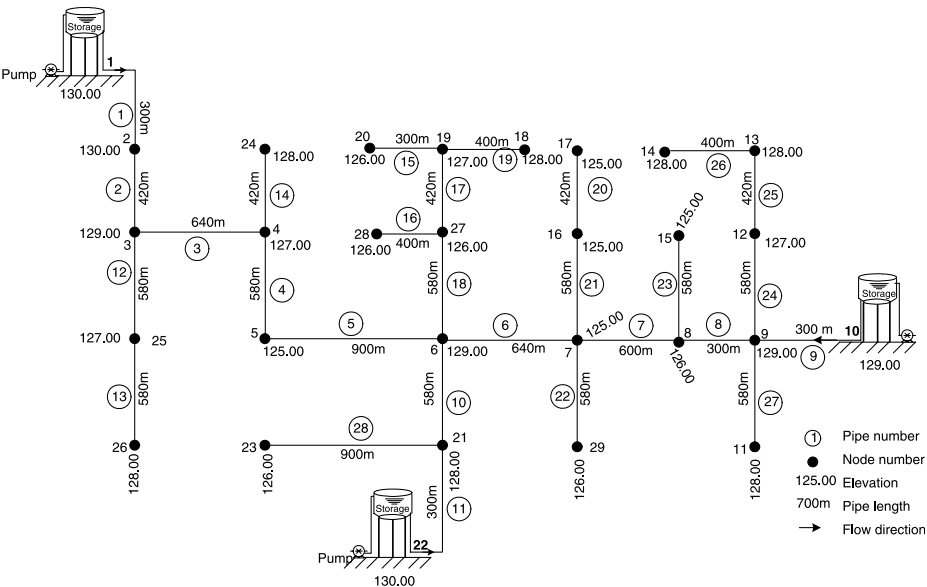 Storage
1
Pump
130.00
1
300m
2
130.00
2
420m
24
128.00
420m
14
20
300m
19
400m
18
126.00
15
127.00
19
128.00
17
125.00
14
400m
13
128.00
26
128.00
420m
17
420m
20
125.00
420m
25
640m
129.00
3
3
4
127.00
16
27
28
126.00
400m
126.00
16
125.00
15
12
127.00
12
580m
580m
4
580m
18
580m
21
580m
23
580m
24
Storage
127.00
25
5
125.00
5
900m
6
129.00
6
640m
125.00
7
7
600m
8
126.00
8
300m
9
129.00
300 m
10
9
129.00
13
580m
580m
10
22
580m
580m
27
26
128.00
23
126.00
28
900m
21
128.00
29
126.00
11
128.00
300m
11
Storage
22
Pump
130.00
1 Pipe number
Node number
125.00 Elevation
700m Pipe length
Flow direction